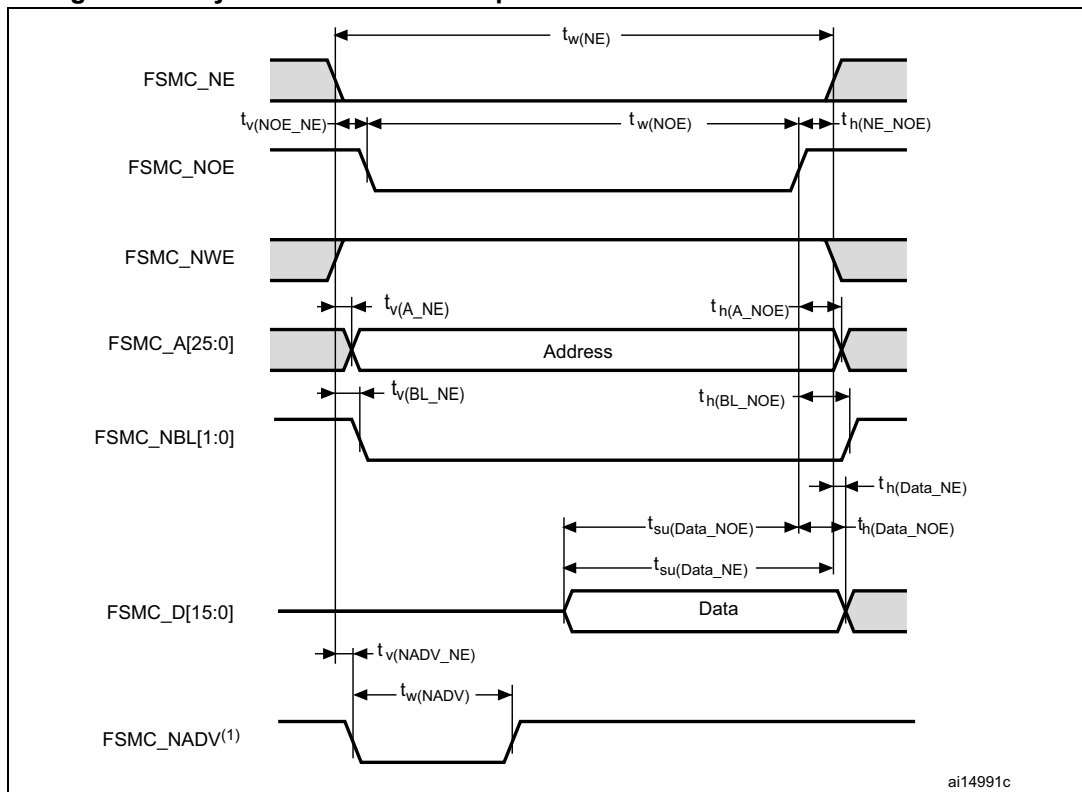 t_w(NE)
FSMC_NE
t_v(NOE_NE)
t_w(NOE)
t_h(NE_NOE)
FSMC_NOE
FSMC_NWE
t_v(A_NE)
t_h(A_NOE)
FSMC_A[25:0]
Address
t_v(BL_NE)
t_h(BL_NOE)
FSMC_NBL[1:0]
t_h(Data_NE)
t_su(Data_NOE)
t_h(Data_NOE)
t_su(Data_NE)
FSMC_D[15:0]
Data
t_v(NADV_NE)
t_w(NADV)
FSMC_NADV(1)
ai14991c